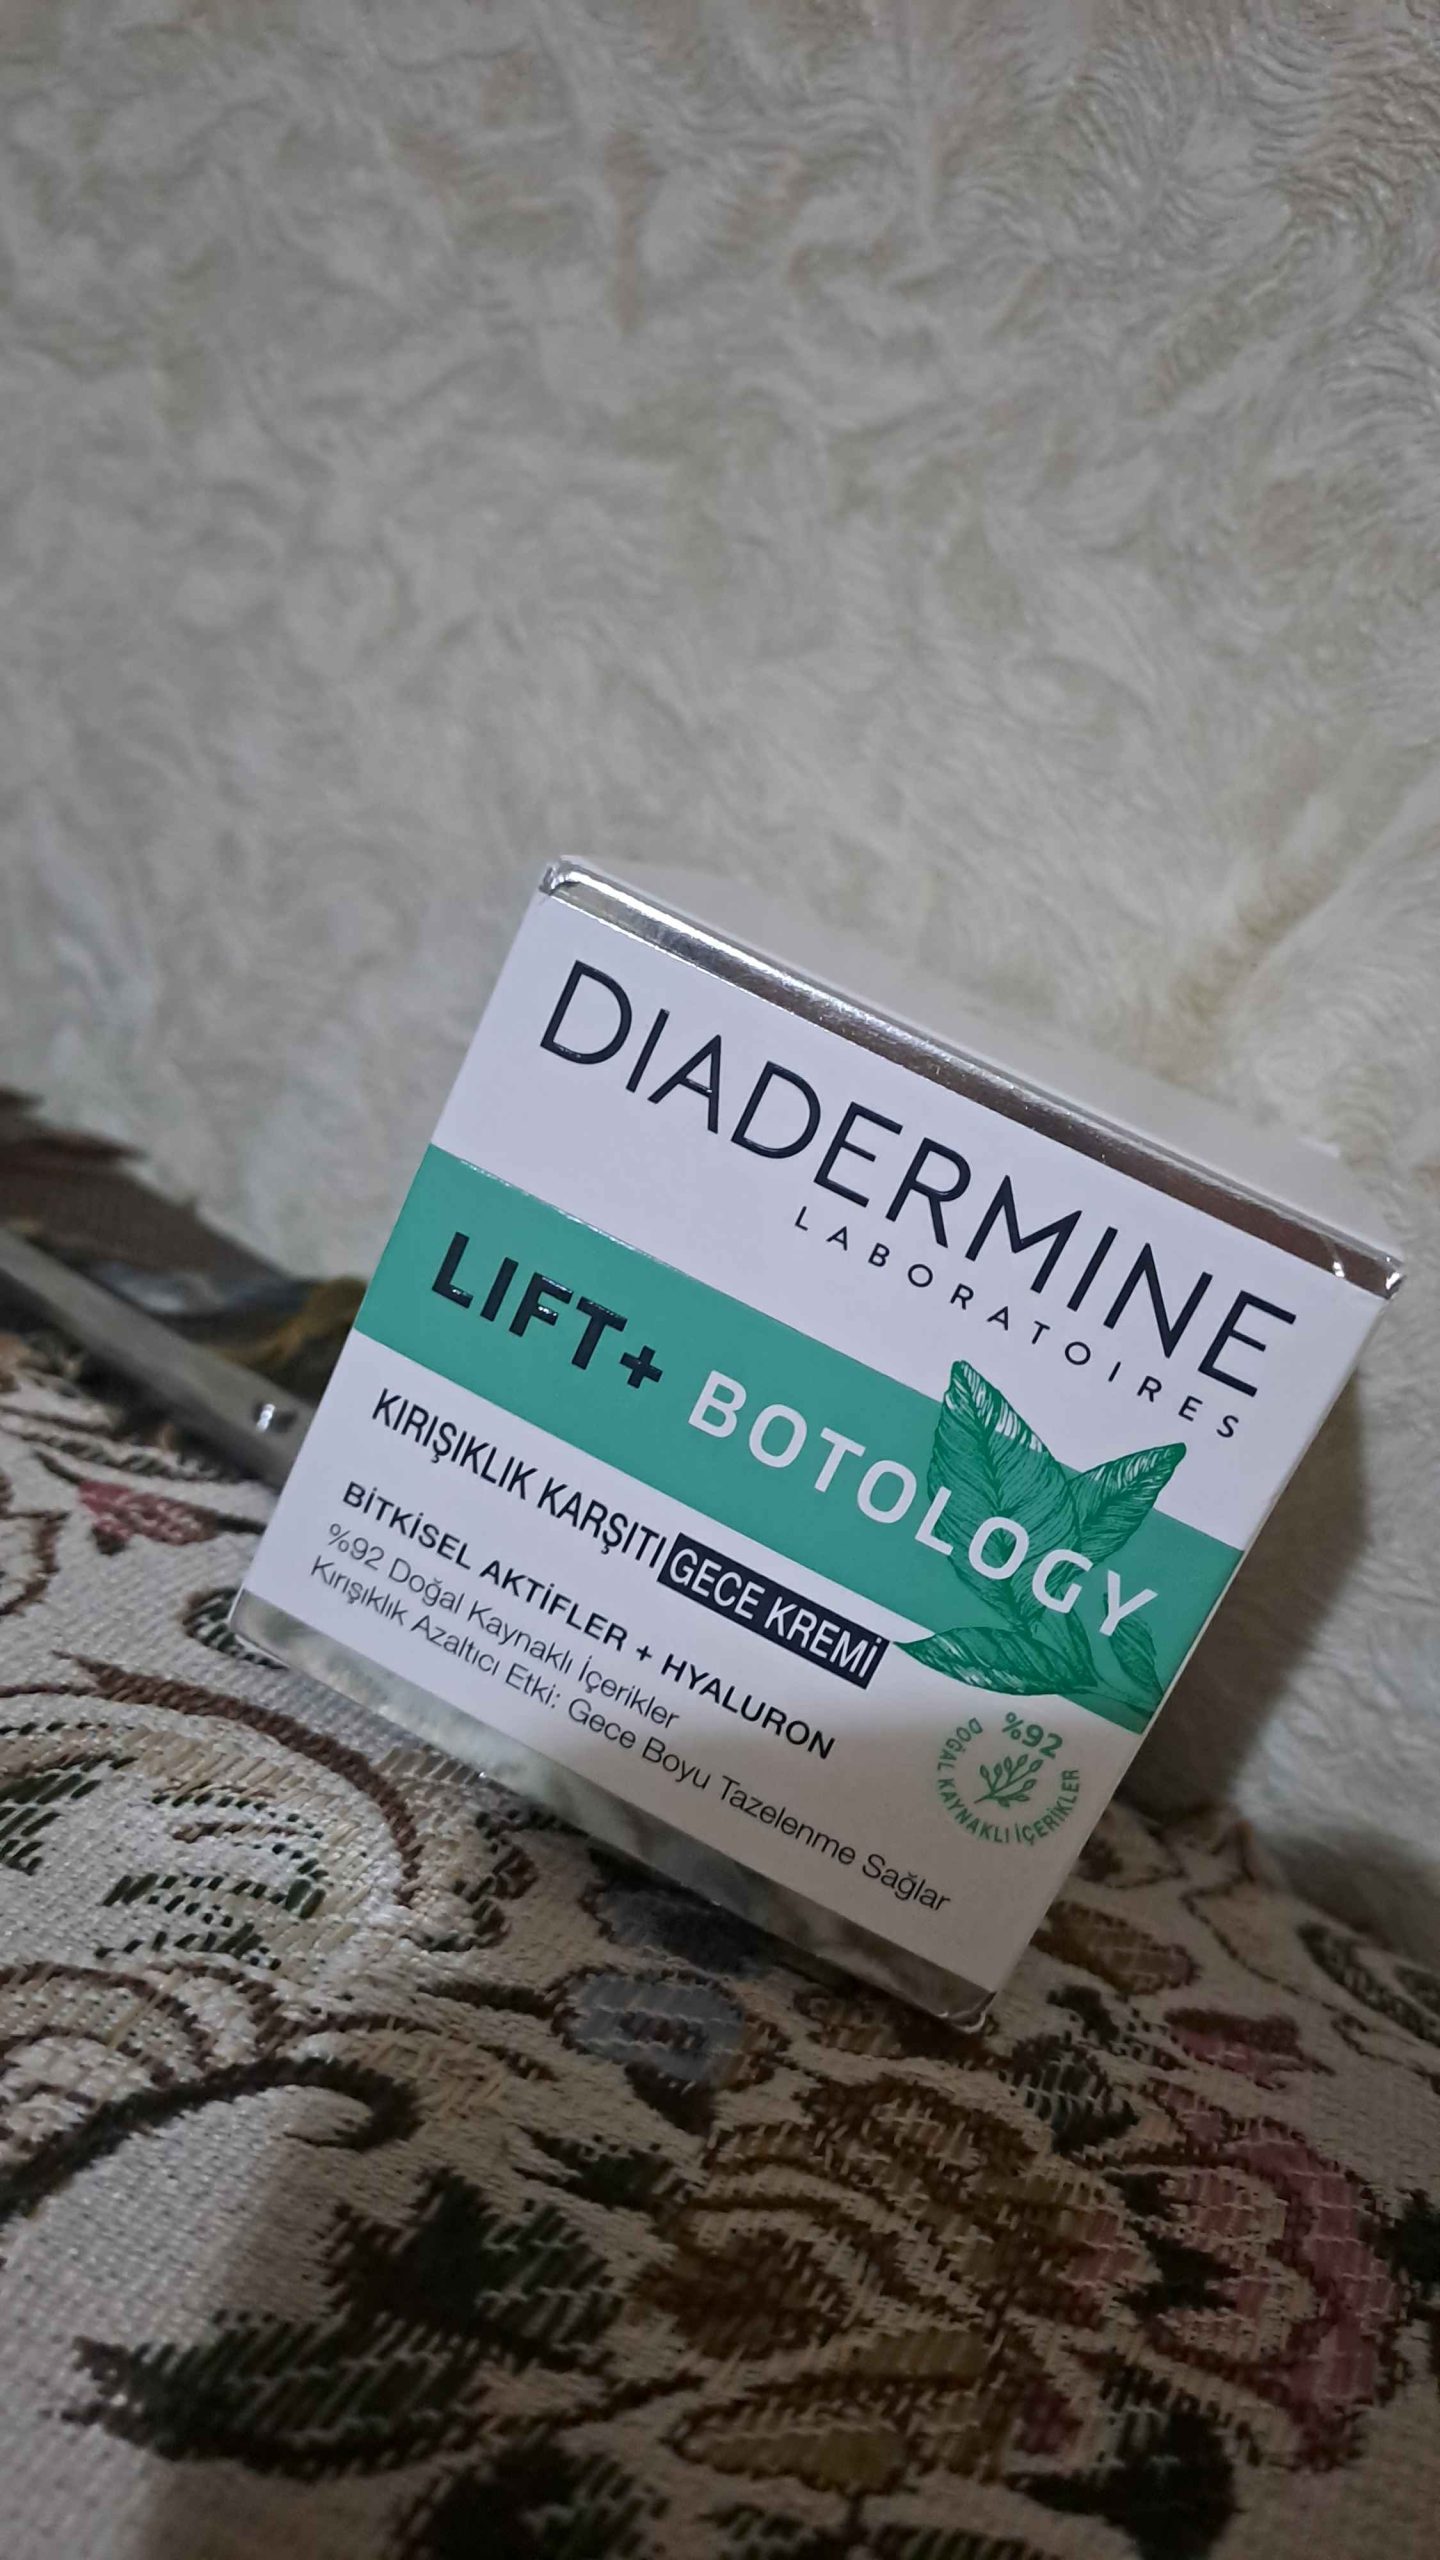 DIADERMINE
LABORATOIRES
LIFT+ BOTOLOGY
KIRIŞIKLIK KARŞITI GECE KREMİ
BİTKİSEL AKTİFLER + HYALURON
%92 Doğal Kaynaklı İçerikler
Kırışıklık Azaltıcı Etki: Gece Boyu Tazelenme Sağlar
%92
DOĞAL KAYNAKLI İÇERİKLER